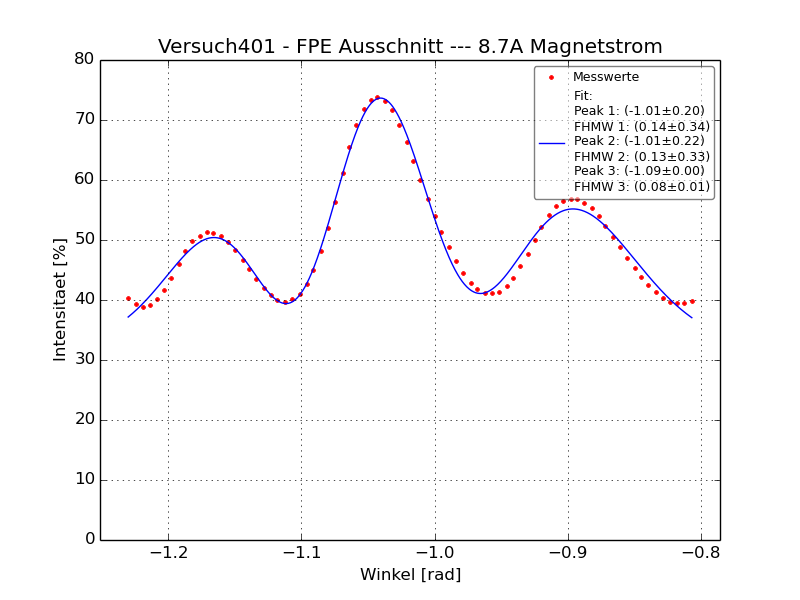 Versuch401 - FPE Ausschnitt --- 8.7A Magnetstrom
Messwerte
Fit:
Peak 1: (-1.01±0.20)
FHMW 1: (0.14±0.34)
Peak 2: (-1.01±0.22)
FHMW 2: (0.13±0.33)
Peak 3: (-1.09±0.00)
FHMW 3: (0.08±0.01)
Intensitaet [%]
80
70
60
50
40
30
20
10
0
−1.2 −1.1 −1.0 −0.9 −0.8
Winkel [rad]